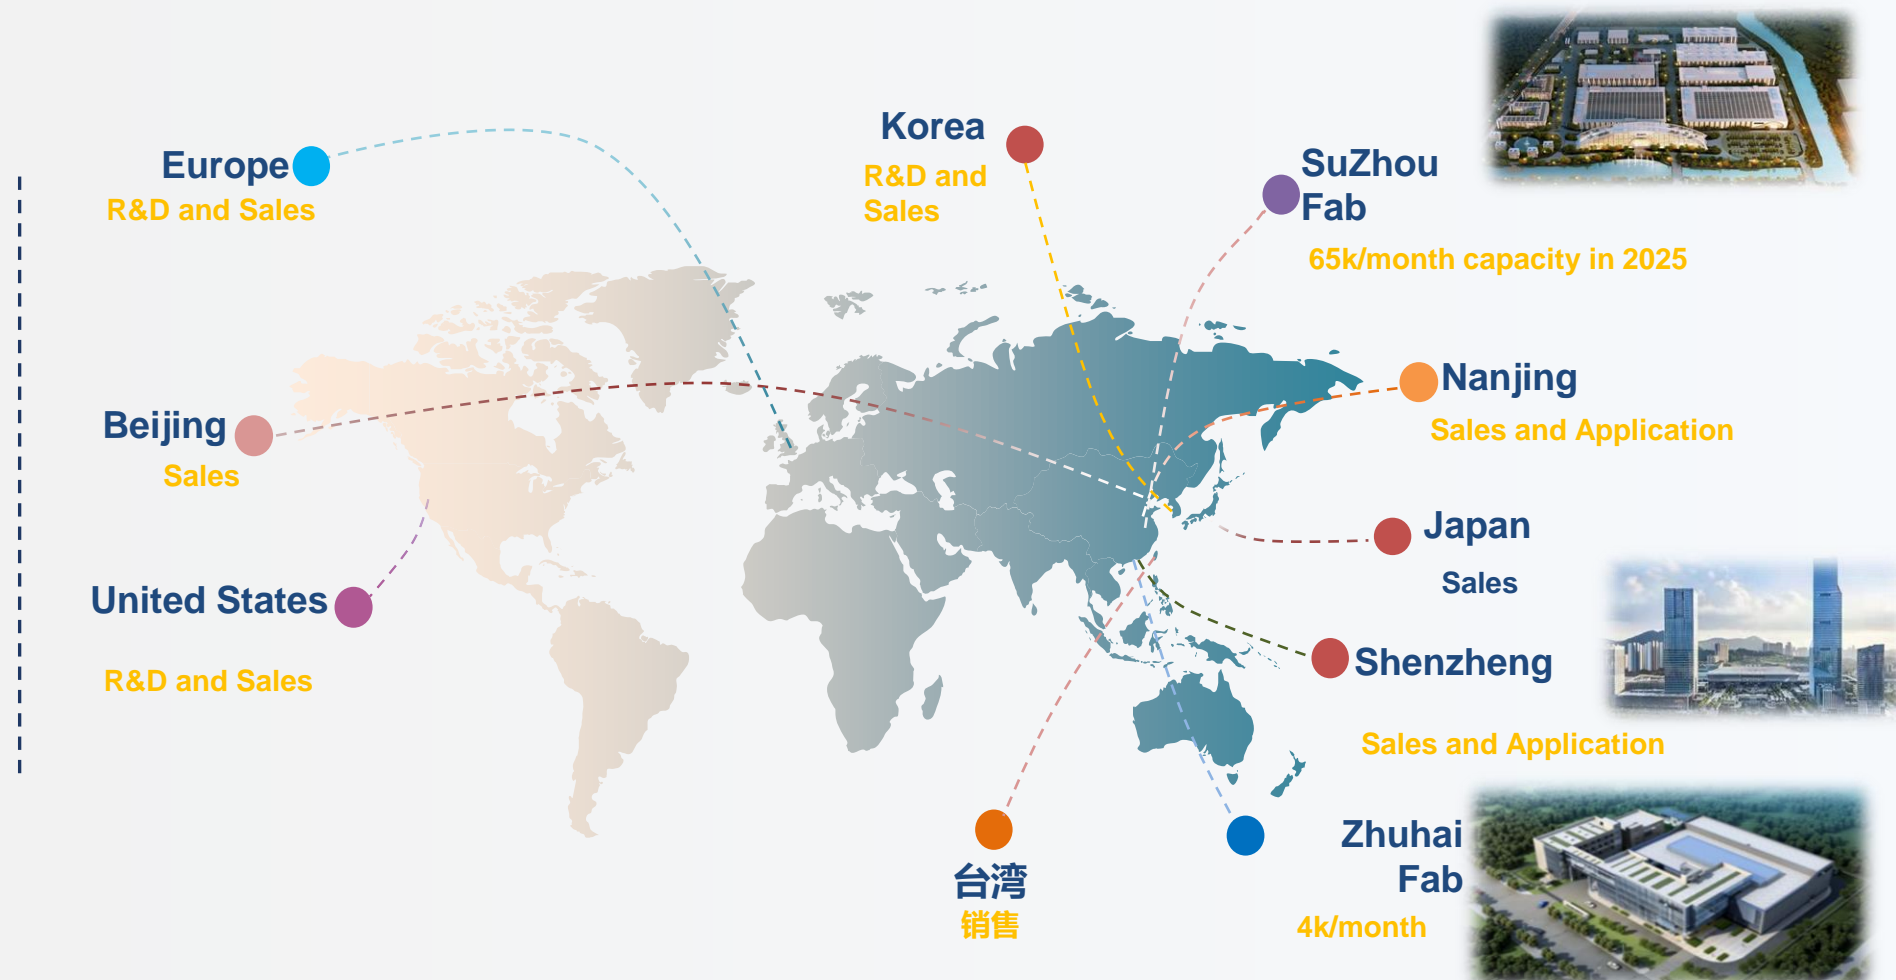 Korea
R&D and
Sales
SuZhou
Fab
65k/month capacity in 2025
Europe
R&D and Sales
Nanjing
Sales and Application
Beijing
Sales
Japan
Sales
United States
R&D and Sales
Shenzheng
Sales and Application
台湾
销售
Zhuhai
Fab
4k/month